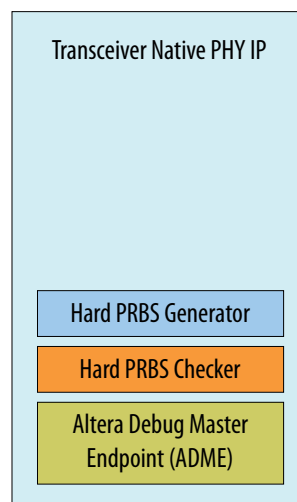 Transceiver Native PHY IP
Hard PRBS Generator
Hard PRBS Checker
Altera Debug Master
Endpoint (ADME)